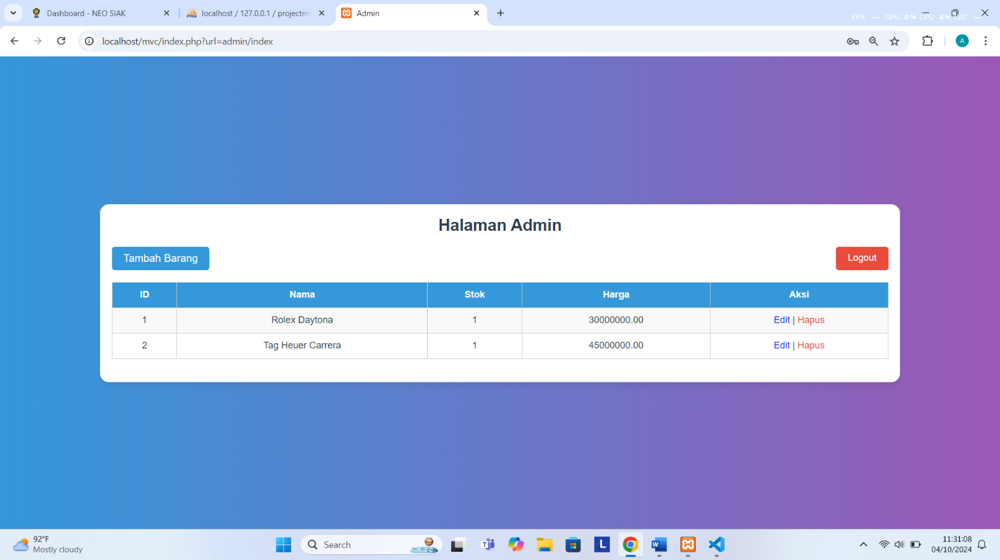 Dashboard - NEO SIAK
localhost / 127.0.0.1 / projectm
Admin
FPS — GPU 0 % CPU 4 % LAT —
localhost/mvc/index.php?url=admin/index
A
Halaman Admin
Tambah Barang
Logout
ID Nama Stok Harga Aksi
1 Rolex Daytona 1 30000000.00 Edit | Hapus
2 Tag Heuer Carrera 1 45000000.00 Edit | Hapus
92°F
Mostly cloudy
Search
L
W
11:31:08
04/10/2024